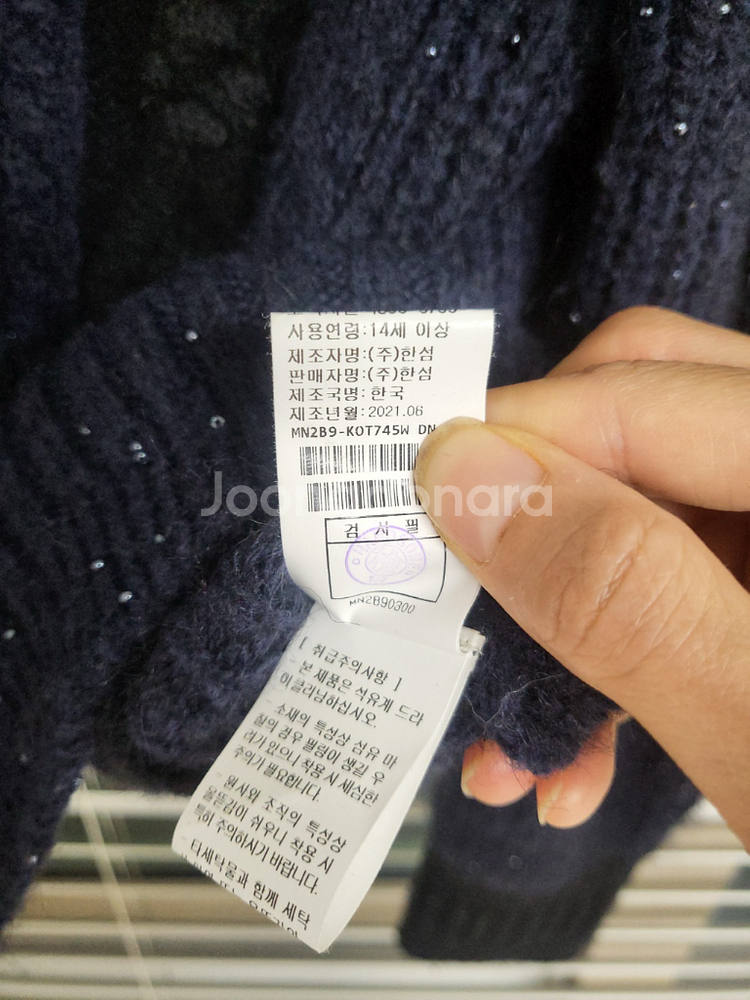 사용연령:14세 이상
제조자명:(주)한섬
판매자명:(주)한섬
제조국명: 한국
제조년월:2021.06
MN2B9-KOT745W DN
검 사 필
MN2B90300
[ 취급주의사항 ]
- 본 제품은 석유계 드라
이클리닝하십시오.
- 소재의 특성상 섬유 마
찰의 경우 필링이 생길 우
려가 있으니 착용 시 세심한
주의가 필요합니다.
- 원사와 조직의 특성상
올뜯김이 쉬우니 착용 시
특히 주의하시기 바랍니다.
- 타세탁물과 함께 세탁
Joon onara